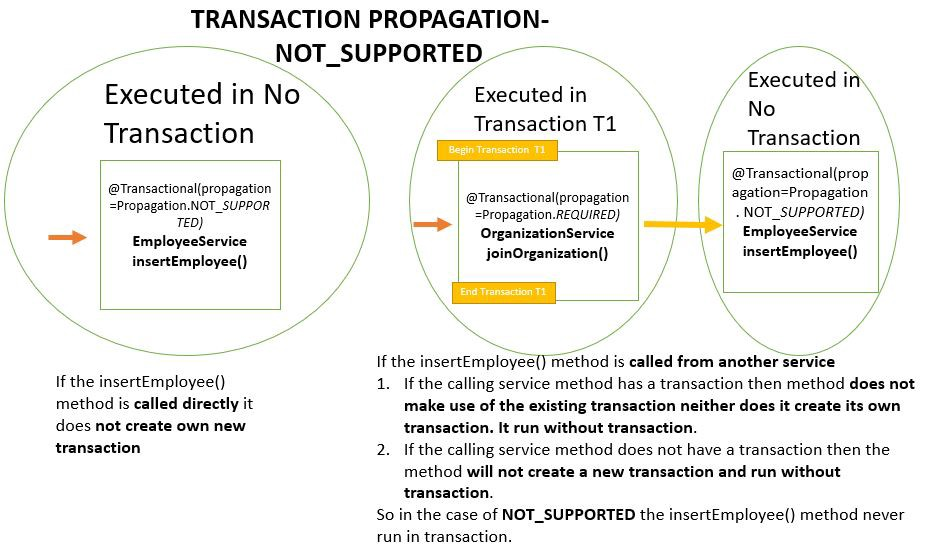 TRANSACTION PROPAGATION-
NOT_SUPPORTED
Executed in No
Transaction
@Transactional(propagation
=Propagation.NOT_SUPPOR
TED)
EmployeeService
insertEmployee()
If the insertEmployee()
method is called directly it
does not create own new
transaction
Executed in
Transaction T1
Begin Transaction T1
@Transactional(propagation
=Propagation.REQUIRED)
OrganizationService
joinOrganization()
End Transaction T1
Executed in
No
Transaction
@Transactional(prop
agation=Propagation
. NOT_SUPPORTED)
EmployeeService
insertEmployee()
If the insertEmployee() method is called from another service
1. If the calling service method has a transaction then method does not
make use of the existing transaction neither does it create its own
transaction. It run without transaction.
2. If the calling service method does not have a transaction then the
method will not create a new transaction and run without
transaction.
So in the case of NOT_SUPPORTED the insertEmployee() method never
run in transaction.